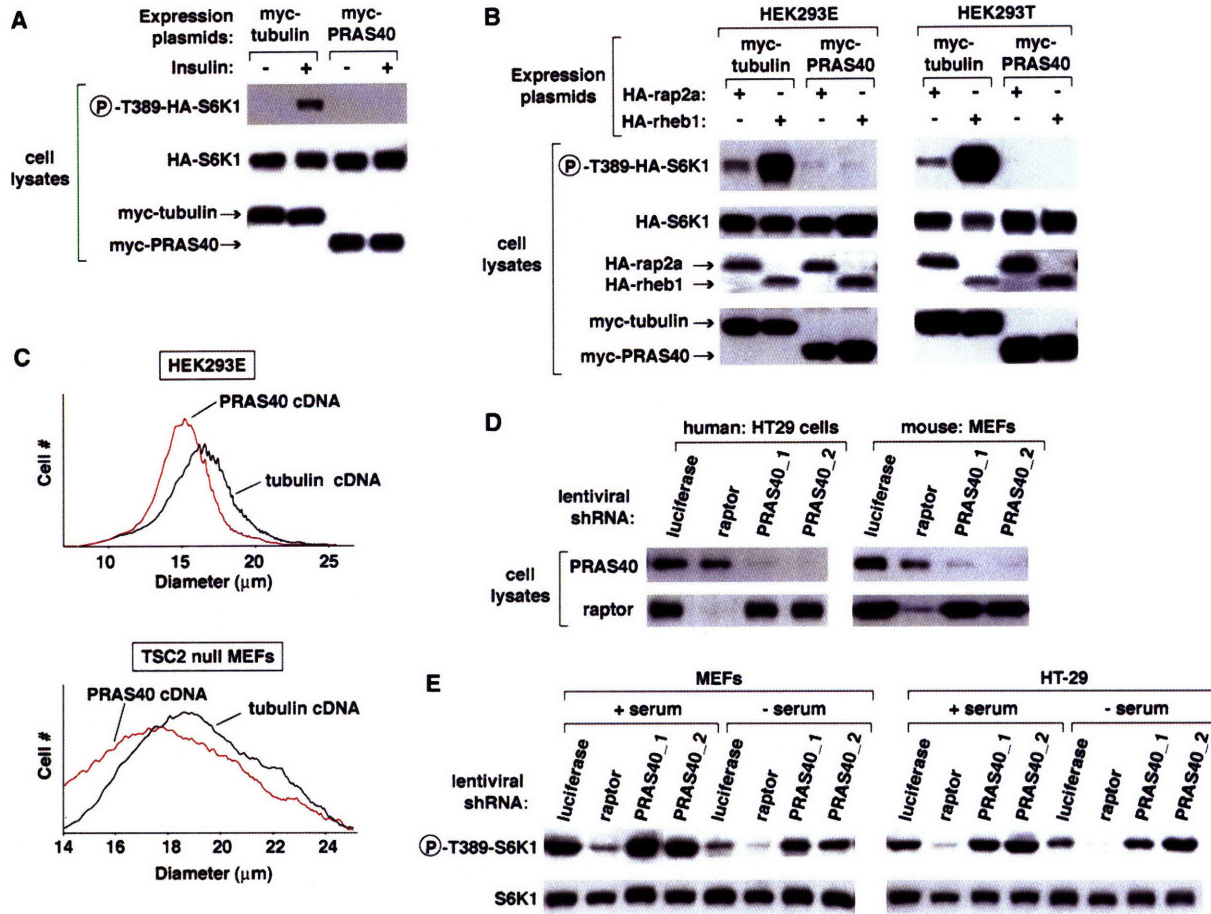 A
Expression plasmids:
myc-tubulin
myc-PRAS40
Insulin: - + - +
cell lysates
Ⓟ-T389-HA-S6K1
HA-S6K1
myc-tubulin →
myc-PRAS40 →
B
HEK293E
HEK293T
Expression plasmids
myc-tubulin
myc-PRAS40
myc-tubulin
myc-PRAS40
HA-rap2a: + - + - + - + -
HA-rheb1: - + - + - + - +
cell lysates
Ⓟ-T389-HA-S6K1
HA-S6K1
HA-rap2a →
HA-rheb1 →
myc-tubulin →
myc-PRAS40 →
C
HEK293E
PRAS40 cDNA
tubulin cDNA
Cell #
10 15 20 25
Diameter (μm)
TSC2 null MEFs
PRAS40 cDNA
tubulin cDNA
Cell #
14 16 18 20 22 24
Diameter (μm)
D
human: HT29 cells
mouse: MEFs
lentiviral shRNA:
luciferase raptor PRAS40_1 PRAS40_2
luciferase raptor PRAS40_1 PRAS40_2
cell lysates
PRAS40
raptor
E
MEFs
HT-29
+ serum
- serum
+ serum
- serum
lentiviral shRNA:
luciferase raptor PRAS40_1 PRAS40_2 luciferase raptor PRAS40_1 PRAS40_2
luciferase raptor PRAS40_1 PRAS40_2 luciferase raptor PRAS40_1 PRAS40_2
Ⓟ-T389-S6K1
S6K1